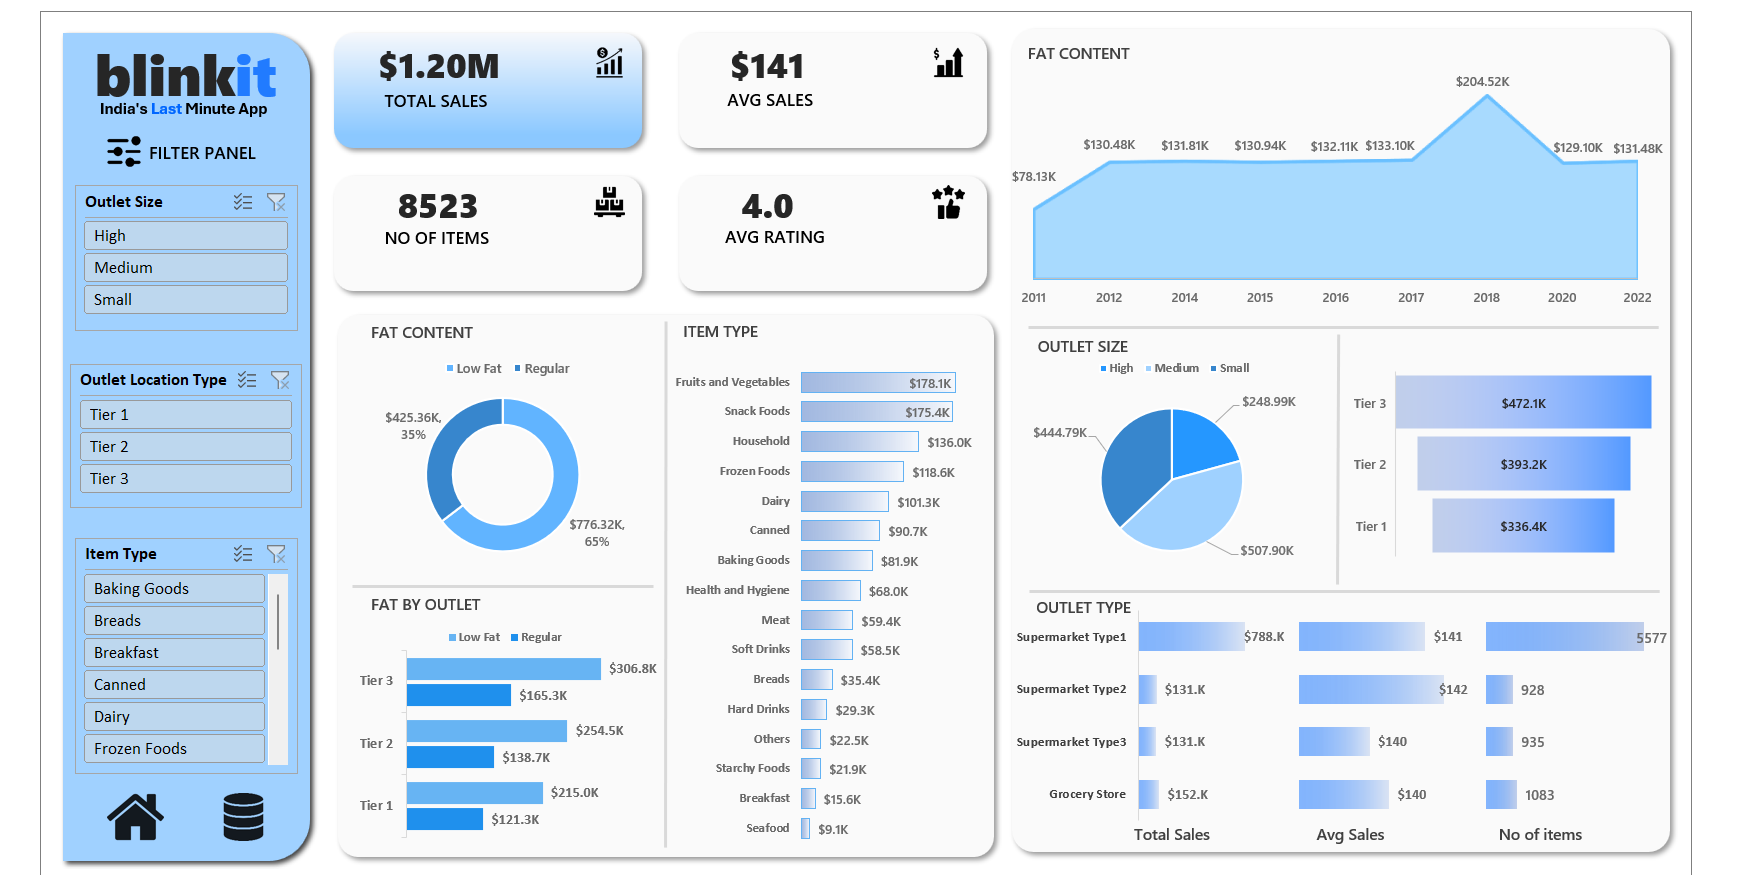 blinkit
India's Last Minute App
FILTER PANEL
Outlet Size
High
Medium
Small
Outlet Location Type
Tier 1
Tier 2
Tier 3
Item Type
Baking Goods
Breads
Breakfast
Canned
Dairy
Frozen Foods
$1.20M
TOTAL SALES
$
$141
AVG SALES
$
8523
NO OF ITEMS
4.0
AVG RATING
FAT CONTENT
Low Fat Regular
$425.36K,
35%
$776.32K,
65%
FAT BY OUTLET
Low Fat Regular
Tier 3 $306.8K
$165.3K
Tier 2 $254.5K
$138.7K
Tier 1 $215.0K
$121.3K
ITEM TYPE
Fruits and Vegetables $178.1K
Snack Foods $175.4K
Household $136.0K
Frozen Foods $118.6K
Dairy $101.3K
Canned $90.7K
Baking Goods $81.9K
Health and Hygiene $68.0K
Meat $59.4K
Soft Drinks $58.5K
Breads $35.4K
Hard Drinks $29.3K
Others $22.5K
Starchy Foods $21.9K
Breakfast $15.6K
Seafood $9.1K
FAT CONTENT
$204.52K
$78.13K $130.48K $131.81K $130.94K $132.11K $133.10K $129.10K $131.48K
2011 2012 2014 2015 2016 2017 2018 2020 2022
OUTLET SIZE
High Medium Small
$248.99K
$444.79K
$507.90K
Tier 3 $472.1K
Tier 2 $393.2K
Tier 1 $336.4K
OUTLET TYPE
Supermarket Type1 $788.K $141 5577
Supermarket Type2 $131.K $142 928
Supermarket Type3 $131.K $140 935
Grocery Store $152.K $140 1083
Total Sales Avg Sales No of items